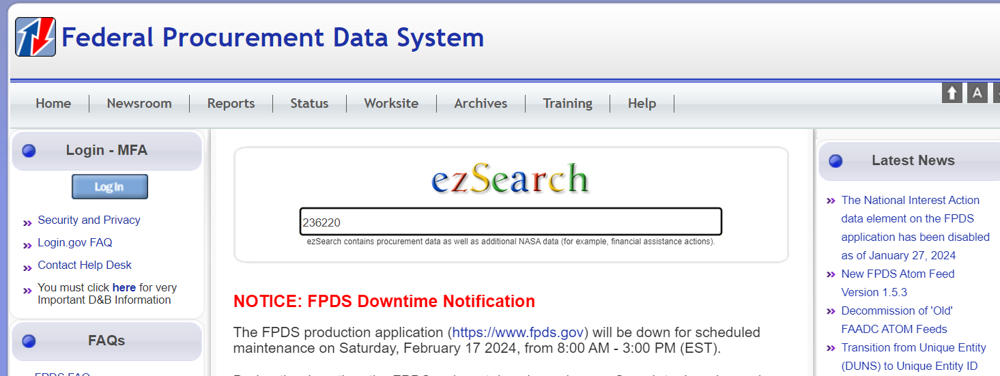 Federal Procurement Data System
Home
Newsroom
Reports
Status
Worksite
Archives
Training
Help
A
Login - MFA
Log In
Security and Privacy
Login.gov FAQ
Contact Help Desk
You must click here for very
Important D&B Information
FAQs
ezSearch
236220
ezSearch contains procurement data as well as additional NASA data (for example, financial assistance actions).
NOTICE: FPDS Downtime Notification
The FPDS production application (https://www.fpds.gov) will be down for scheduled
maintenance on Saturday, February 17 2024, from 8:00 AM - 3:00 PM (EST).
Latest News
The National Interest Action
data element on the FPDS
application has been disabled
as of January 27, 2024
New FPDS Atom Feed
Version 1.5.3
Decommission of 'Old'
FAADC ATOM Feeds
Transition from Unique Entity
(DUNS) to Unique Entity ID